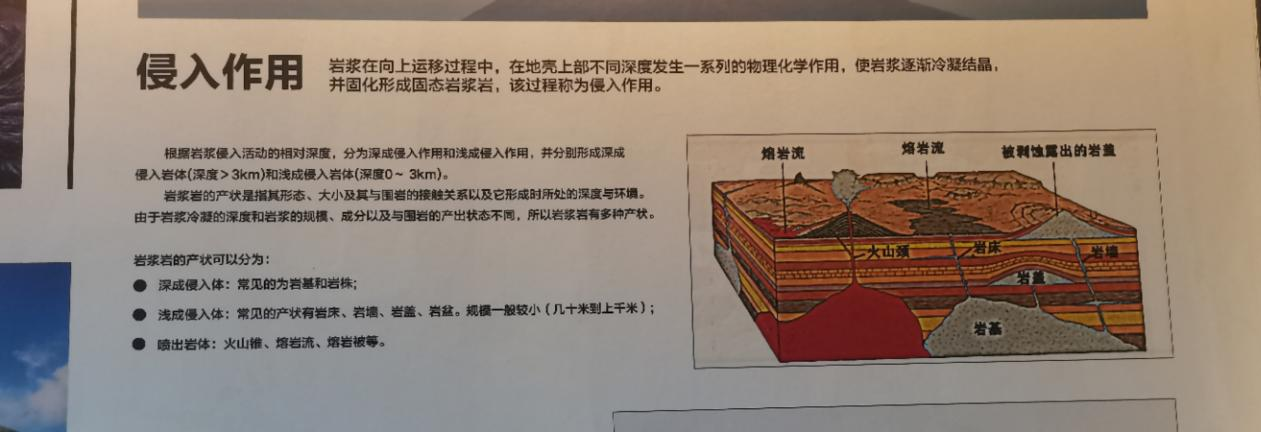 侵入作用
岩浆在向上运移过程中，在地壳上部不同深度发生一系列的物理化学作用，使岩浆逐渐冷凝结晶，
并固化形成固态岩浆岩，该过程称为侵入作用。
根据岩浆侵入活动的相对深度，分为深成侵入作用和浅成侵入作用，并分别形成深成
侵入岩体(深度>3km)和浅成侵入岩体(深度0~ 3km)。
岩浆岩的产状是指其形态、大小及其与围岩的接触关系以及它形成时所处的深度与环境。
由于岩浆冷凝的深度和岩浆的规模、成分以及与围岩的产出状态不同，所以岩浆岩有多种产状。
岩浆岩的产状可以分为：
● 深成侵入体：常见的为岩基和岩株；
● 浅成侵入体：常见的产状有岩床、岩墙、岩盖、岩盆。规模一般较小（几十米到上千米）；
● 喷出岩体：火山锥、熔岩流、熔岩被等。
熔岩流
熔岩流
被剥蚀露出的岩盖
火山颈
岩床
岩墙
岩盖
岩基